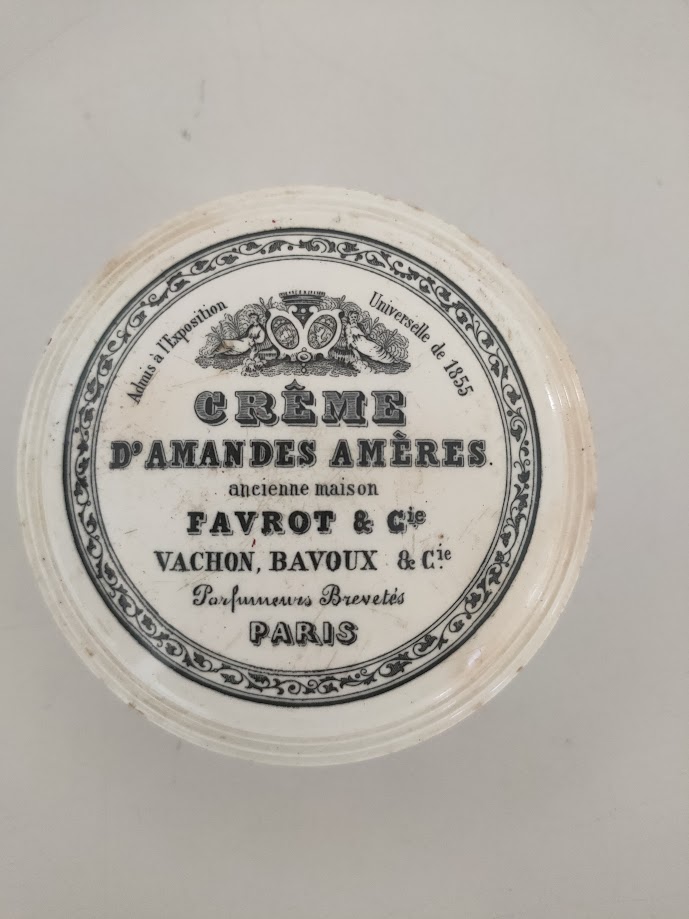 Admis à l'Exposition Universelle de 1855
CRÊME
D'AMANDES AMÈRES.
ancienne maison
FAVROT & Cie
VACHON, BAVOUX & Cie
Parfumeurs Brevetés
PARIS